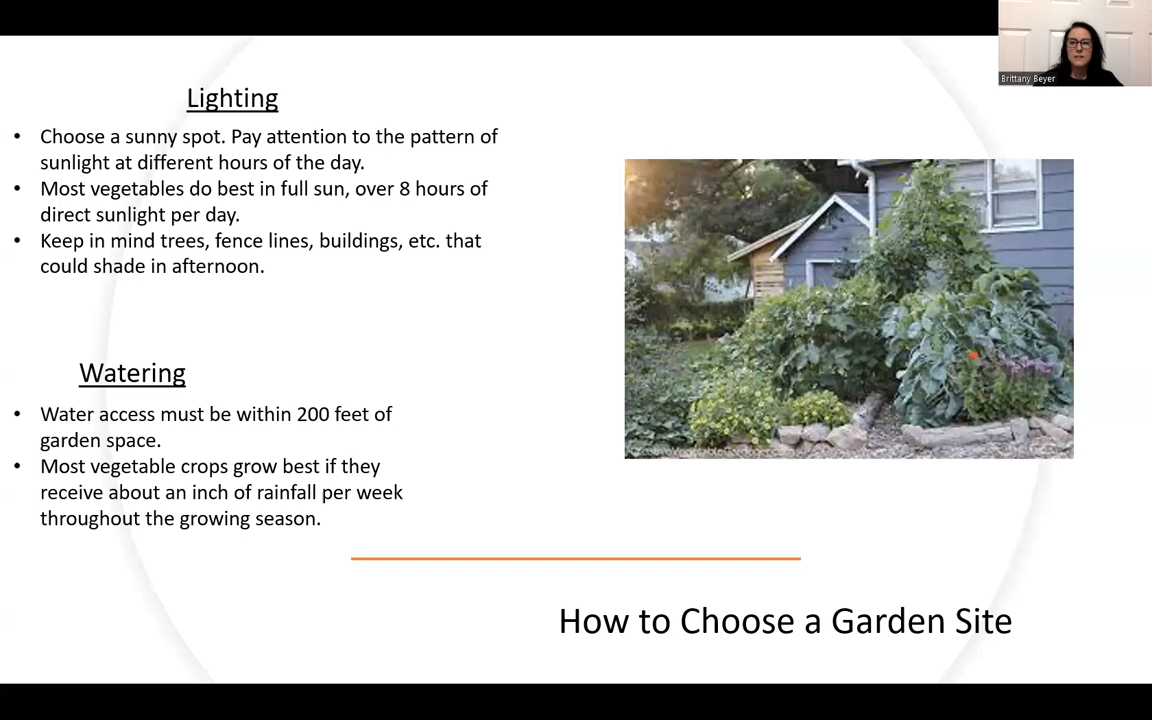 Brittany Beyer
Lighting
• Choose a sunny spot. Pay attention to the pattern of
sunlight at different hours of the day.
• Most vegetables do best in full sun, over 8 hours of
direct sunlight per day.
• Keep in mind trees, fence lines, buildings, etc. that
could shade in afternoon.
Watering
• Water access must be within 200 feet of
garden space.
• Most vegetable crops grow best if they
receive about an inch of rainfall per week
throughout the growing season.
How to Choose a Garden Site